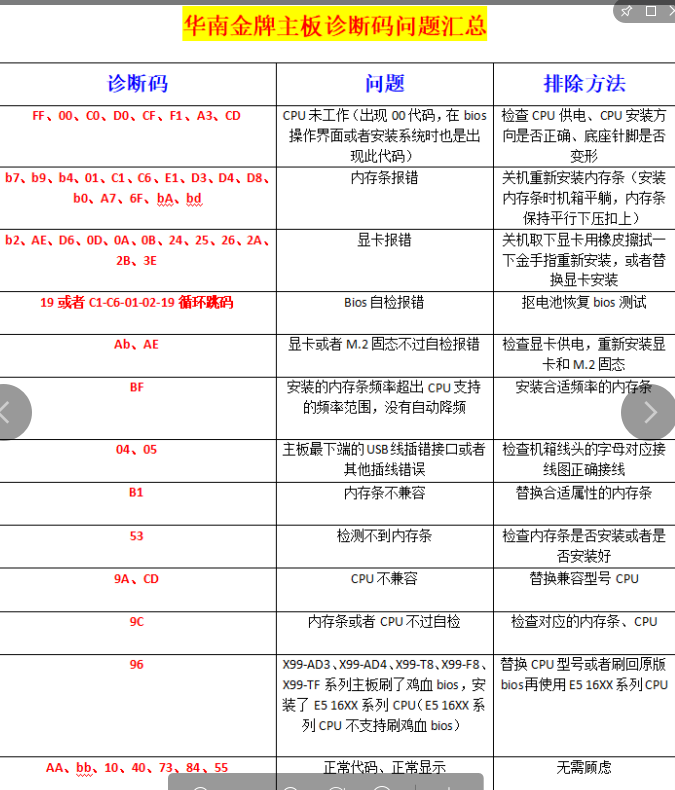 华南金牌主板诊断码问题汇总
诊断码 问题 排除方法
FF、00、C0、D0、CF、F1、A3、CD
CPU 未工作（出现 00 代码，在 bios
操作界面或者安装系统时也是出
现此代码）
检查 CPU 供电、CPU 安装方
向是否正确、底座针脚是否
变形
b7、b9、b4、01、C1、C6、E1、D3、D4、D8、
b0、A7、6F、bA、bd
内存条报错
关机重新安装内存条（安装
内存条时机箱平躺，内存条
保持平行下压扣上）
b2、AE、D6、0D、0A、0B、24、25、26、2A、
2B、3E
显卡报错
关机取下显卡用橡皮擦拭一
下金手指重新安装，或者替
换显卡安装
19 或者 C1-C6-01-02-19 循环跳码
Bios 自检报错
抠电池恢复 bios 测试
Ab、AE
显卡或者 M.2 固态不过自检报错
检查显卡供电，重新安装显
卡和 M.2 固态
BF
安装的内存条频率超出 CPU 支持
的频率范围，没有自动降频
安装合适频率的内存条
04、05
主板最下端的 USB 线插错接口或者
其他插线错误
检查机箱线头的字母对应接
线图正确接线
B1
内存条不兼容
替换合适属性的内存条
53
检测不到内存条
检查内存条是否安装或者是
否安装好
9A、CD
CPU 不兼容
替换兼容型号 CPU
9C
内存条或者 CPU 不过自检
检查对应的内存条、CPU
96
X99-AD3、X99-AD4、X99-T8、X99-F8、
X99-TF 系列主板刷了鸡血 bios，安
装了 E5 16XX 系列 CPU（E5 16XX 系
列 CPU 不支持刷鸡血 bios）
替换 CPU 型号或者刷回原版
bios 再使用 E5 16XX 系列 CPU
AA、bb、10、40、73、84、55
正常代码、正常显示
无需顾虑